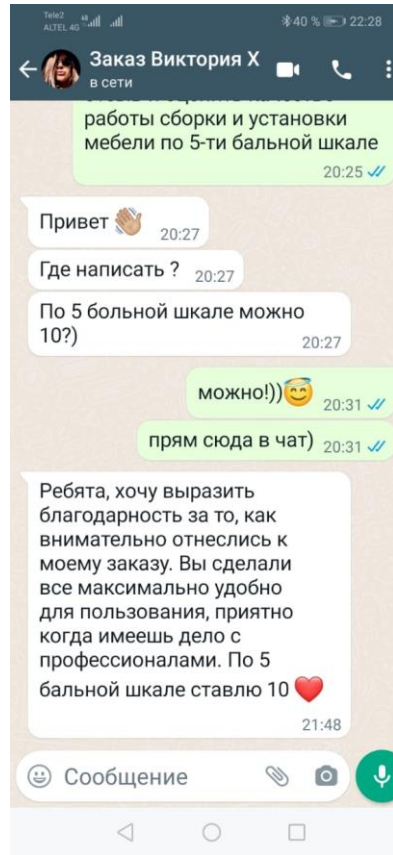 Tele2
ALTEL 4G
40 % 22:28
Заказ Виктория Х
в сети
работы сборки и установки
мебели по 5-ти бальной шкале
20:25
Привет 👋🏼 20:27
Где написать ? 20:27
По 5 больной шкале можно
10?)
20:27
можно!))😇 20:31
прям сюда в чат) 20:31
Ребята, хочу выразить
благодарность за то, как
внимательно отнеслись к
моему заказу. Вы сделали
все максимально удобно
для пользования, приятно
когда имеешь дело с
профессионалами. По 5
бальной шкале ставлю 10 ❤️
21:48
Сообщение